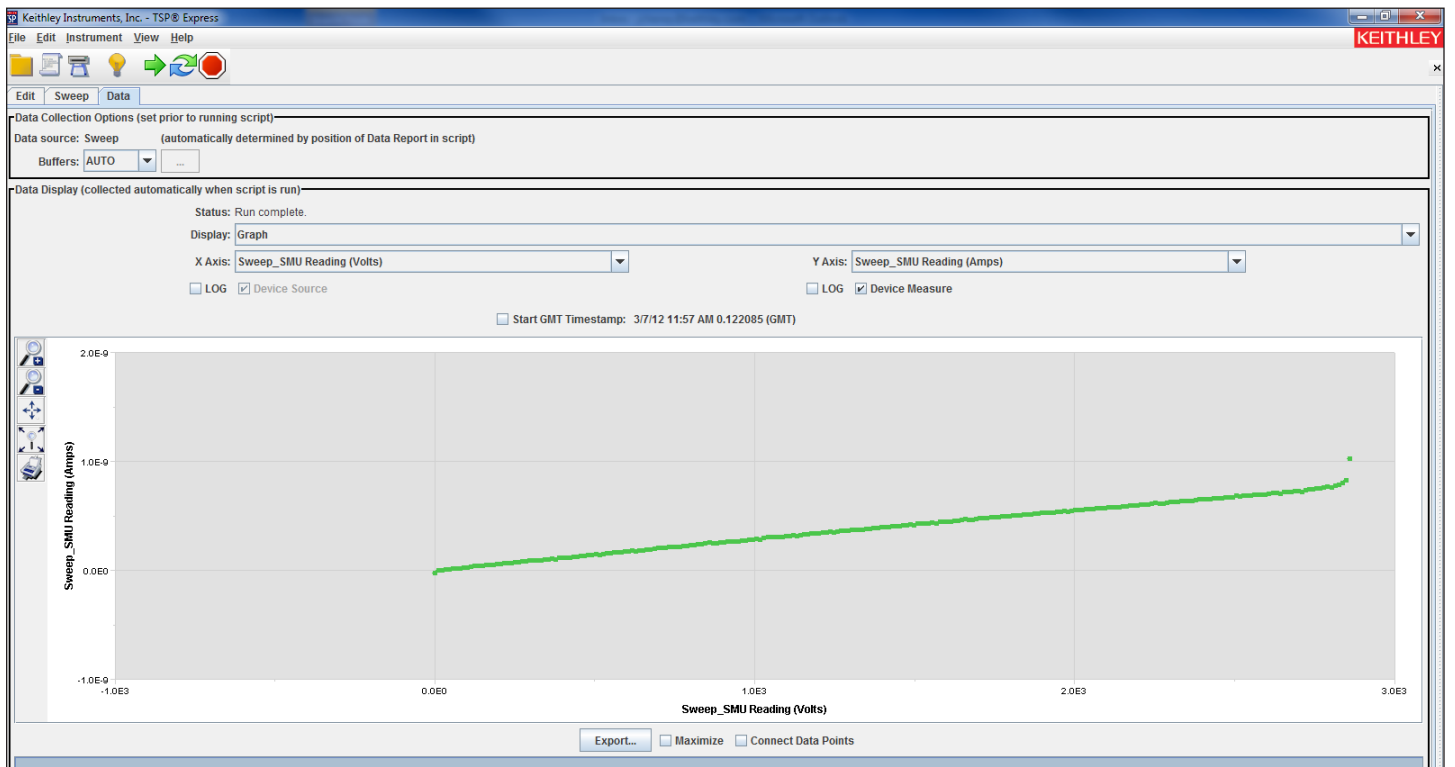 Keithley Instruments, Inc. - TSP® Express
File Edit Instrument View Help
KEITHLEY
Edit Sweep Data
Data Collection Options (set prior to running script)
Data source: Sweep (automatically determined by position of Data Report in script)
Buffers: AUTO ...
Data Display (collected automatically when script is run)
Status: Run complete.
Display: Graph
X Axis: Sweep_SMU Reading (Volts) Y Axis: Sweep_SMU Reading (Amps)
LOG Device Source LOG Device Measure
Start GMT Timestamp: 3/7/12 11:57 AM 0.122085 (GMT)
2.0E-9
1.0E-9
0.0E0
-1.0E-9
Sweep_SMU Reading (Amps)
-1.0E3 0.0E0 1.0E3 2.0E3 3.0E3
Sweep_SMU Reading (Volts)
Export... Maximize Connect Data Points